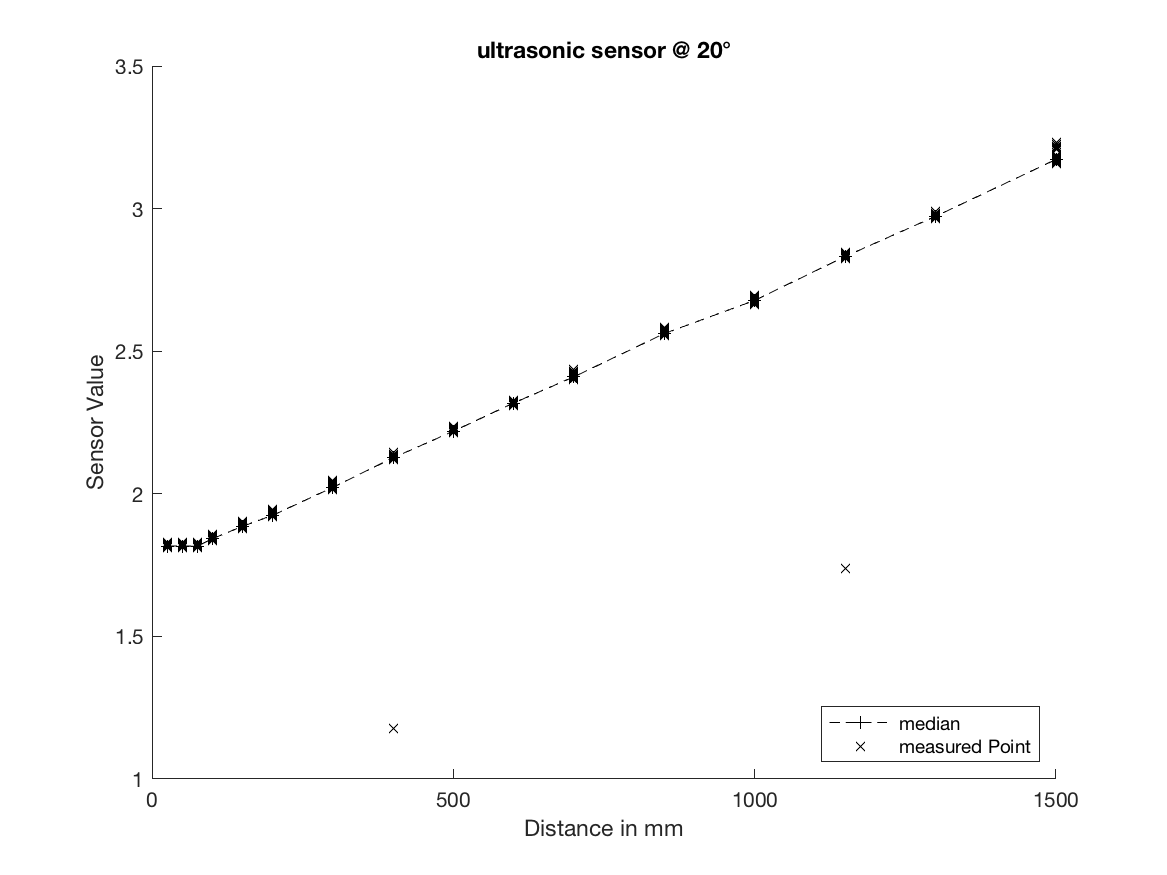 ultrasonic sensor @ 20°
3.5
3
2.5
2
1.5
1
Sensor Value
0 500 1000 1500
Distance in mm
median
measured Point